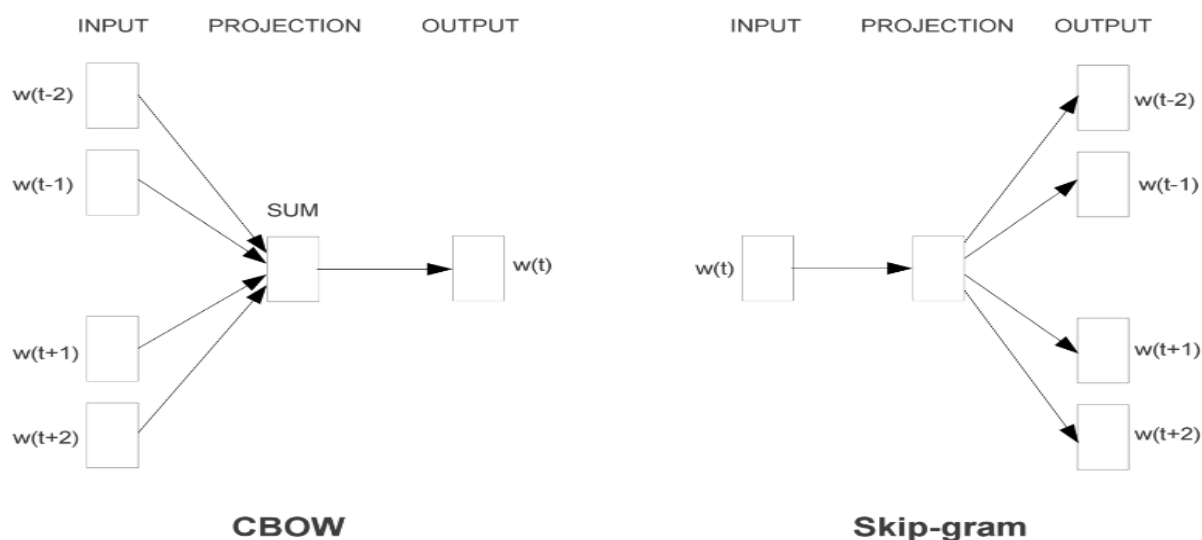 INPUT PROJECTION OUTPUT
w(t-2)
w(t-1)
SUM
w(t)
w(t+1)
w(t+2)
CBOW
INPUT PROJECTION OUTPUT
w(t-2)
w(t-1)
w(t)
w(t+1)
w(t+2)
Skip-gram